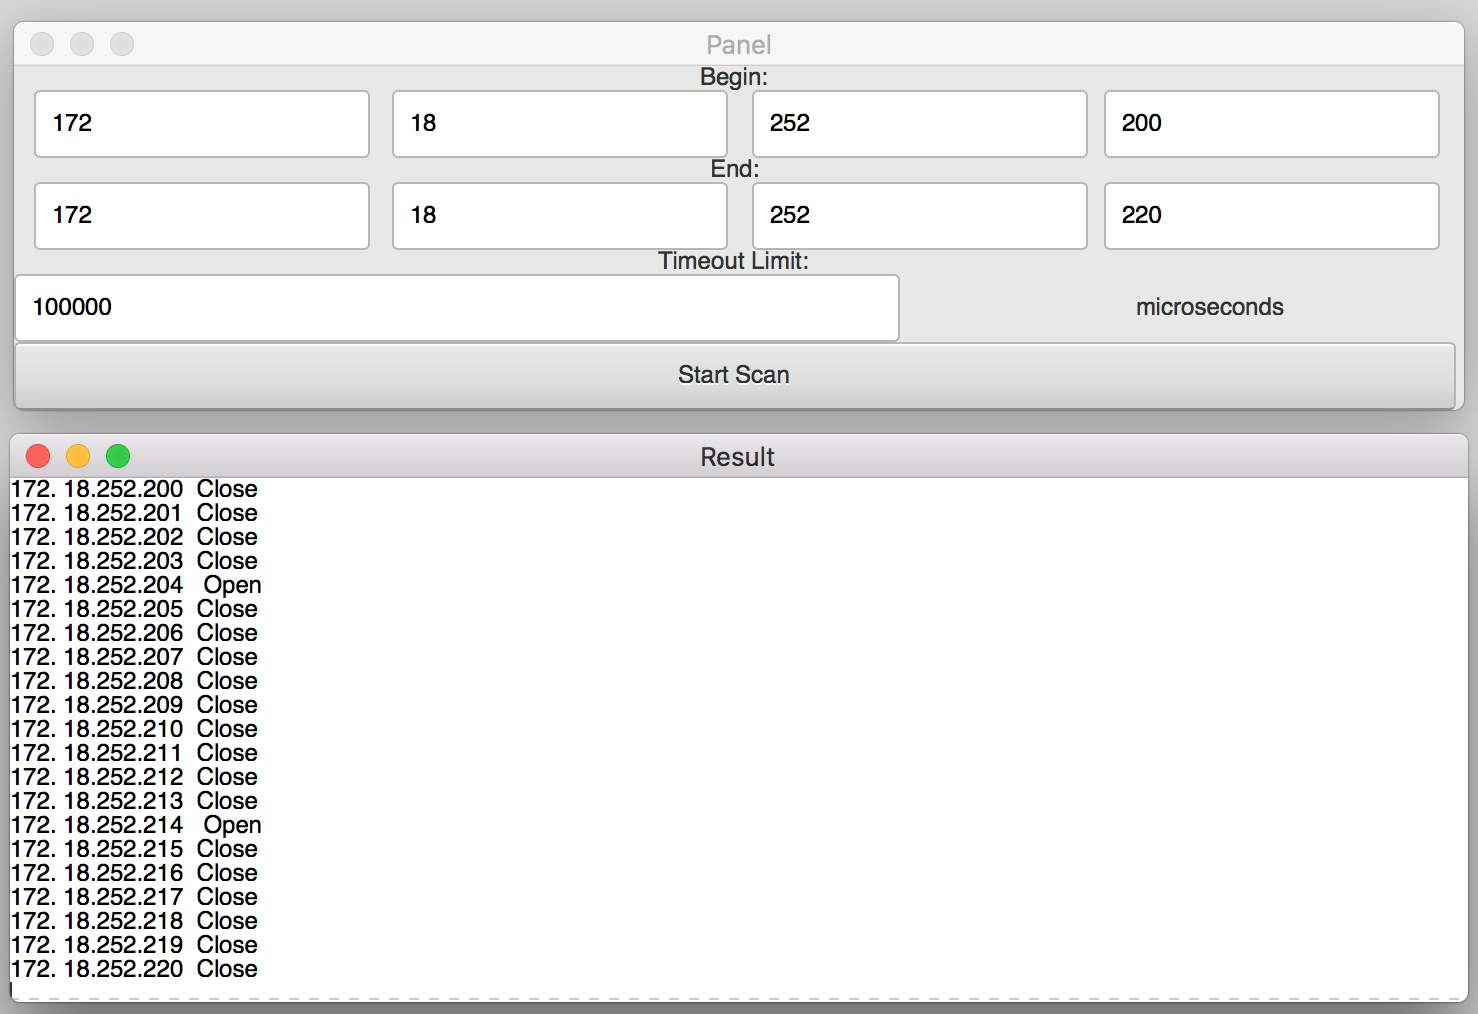 Panel
Begin:
172 18 252 200
End:
172 18 252 220
Timeout Limit:
100000 microseconds
Start Scan
Result
172. 18.252.200  Close
172. 18.252.201  Close
172. 18.252.202  Close
172. 18.252.203  Close
172. 18.252.204   Open
172. 18.252.205  Close
172. 18.252.206  Close
172. 18.252.207  Close
172. 18.252.208  Close
172. 18.252.209  Close
172. 18.252.210  Close
172. 18.252.211  Close
172. 18.252.212  Close
172. 18.252.213  Close
172. 18.252.214   Open
172. 18.252.215  Close
172. 18.252.216  Close
172. 18.252.217  Close
172. 18.252.218  Close
172. 18.252.219  Close
172. 18.252.220  Close